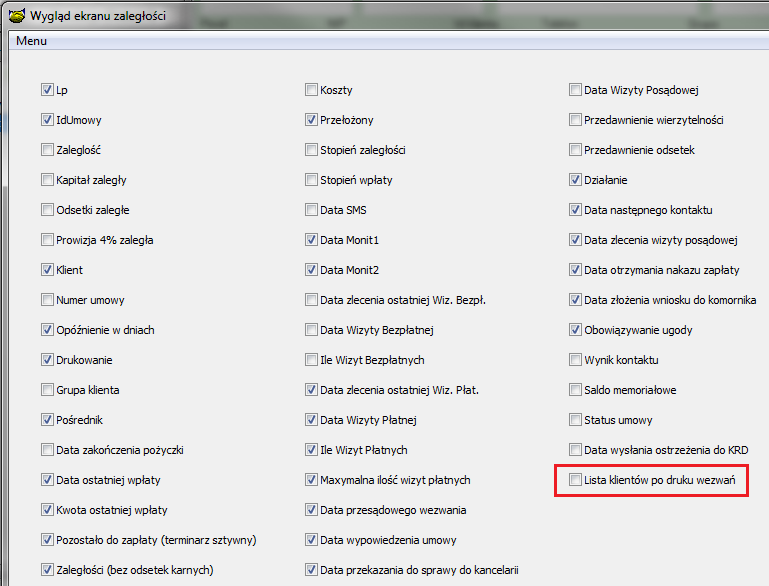 Wygląd ekranu zaległości
Menu
Lp
IdUmowy
Zaleglość
Kapitał zaległy
Odsetki zaległe
Prowizja 4% zaległa
Klient
Numer umowy
Opóźnienie w dniach
Drukowanie
Grupa klienta
Pośrednik
Data zakończenia pożyczki
Data ostatniej wpłaty
Kwota ostatniej wpłaty
Pozostało do zapłaty (terminarz sztywny)
Zaległości (bez odsetek karnych)
Koszty
Przełożony
Stopień zaległości
Stopień wpłaty
Data SMS
Data Monit1
Data Monit2
Data zlecenia ostatniej Wiz. Bezpł.
Data Wizyty Bezpłatnej
Ile Wizyt Bezpłatnych
Data zlecenia ostatniej Wiz. Płat.
Data Wizyty Płatnej
Ile Wizyt Płatnych
Maxymalna ilość wizyt płatnych
Data przesądowego wezwania
Data wypowiedzenia umowy
Data przekazania do sprawy do kancelarii
Data Wizyty Posądowej
Przedawnienie wierzytelności
Przedawnienie odsetek
Działanie
Data następnego kontaktu
Data zlecenia wizyty posądowej
Data otrzymania nakazu zapłaty
Data złożenia wniosku do komornika
Obowiązywanie ugody
Wynik kontaktu
Saldo memoriałowe
Status umowy
Data wysłania ostrzeżenia do KRD
Lista klientów po druku wezwań